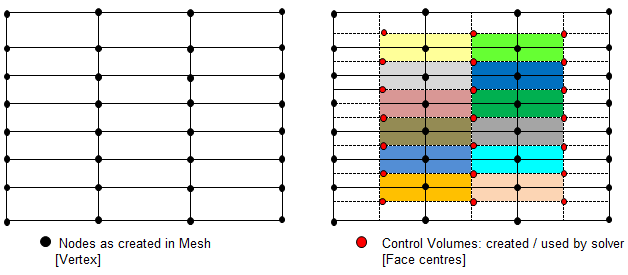 Nodes as created in Mesh
[Vertex]
Control Volumes: created / used by solver
[Face centres]